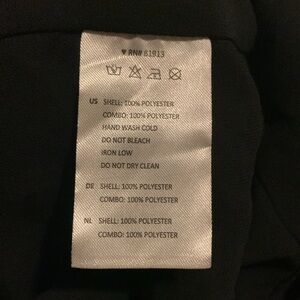 ♥ RN# 61913
US SHELL: 100% POLYESTER
COMBO: 100% POLYESTER
HAND WASH COLD
DO NOT BLEACH
IRON LOW
DO NOT DRY CLEAN
DE SHELL: 100% POLYESTER
COMBO: 100% POLYESTER
NL SHELL: 100% POLYESTER
COMBO: 100% POLYESTER